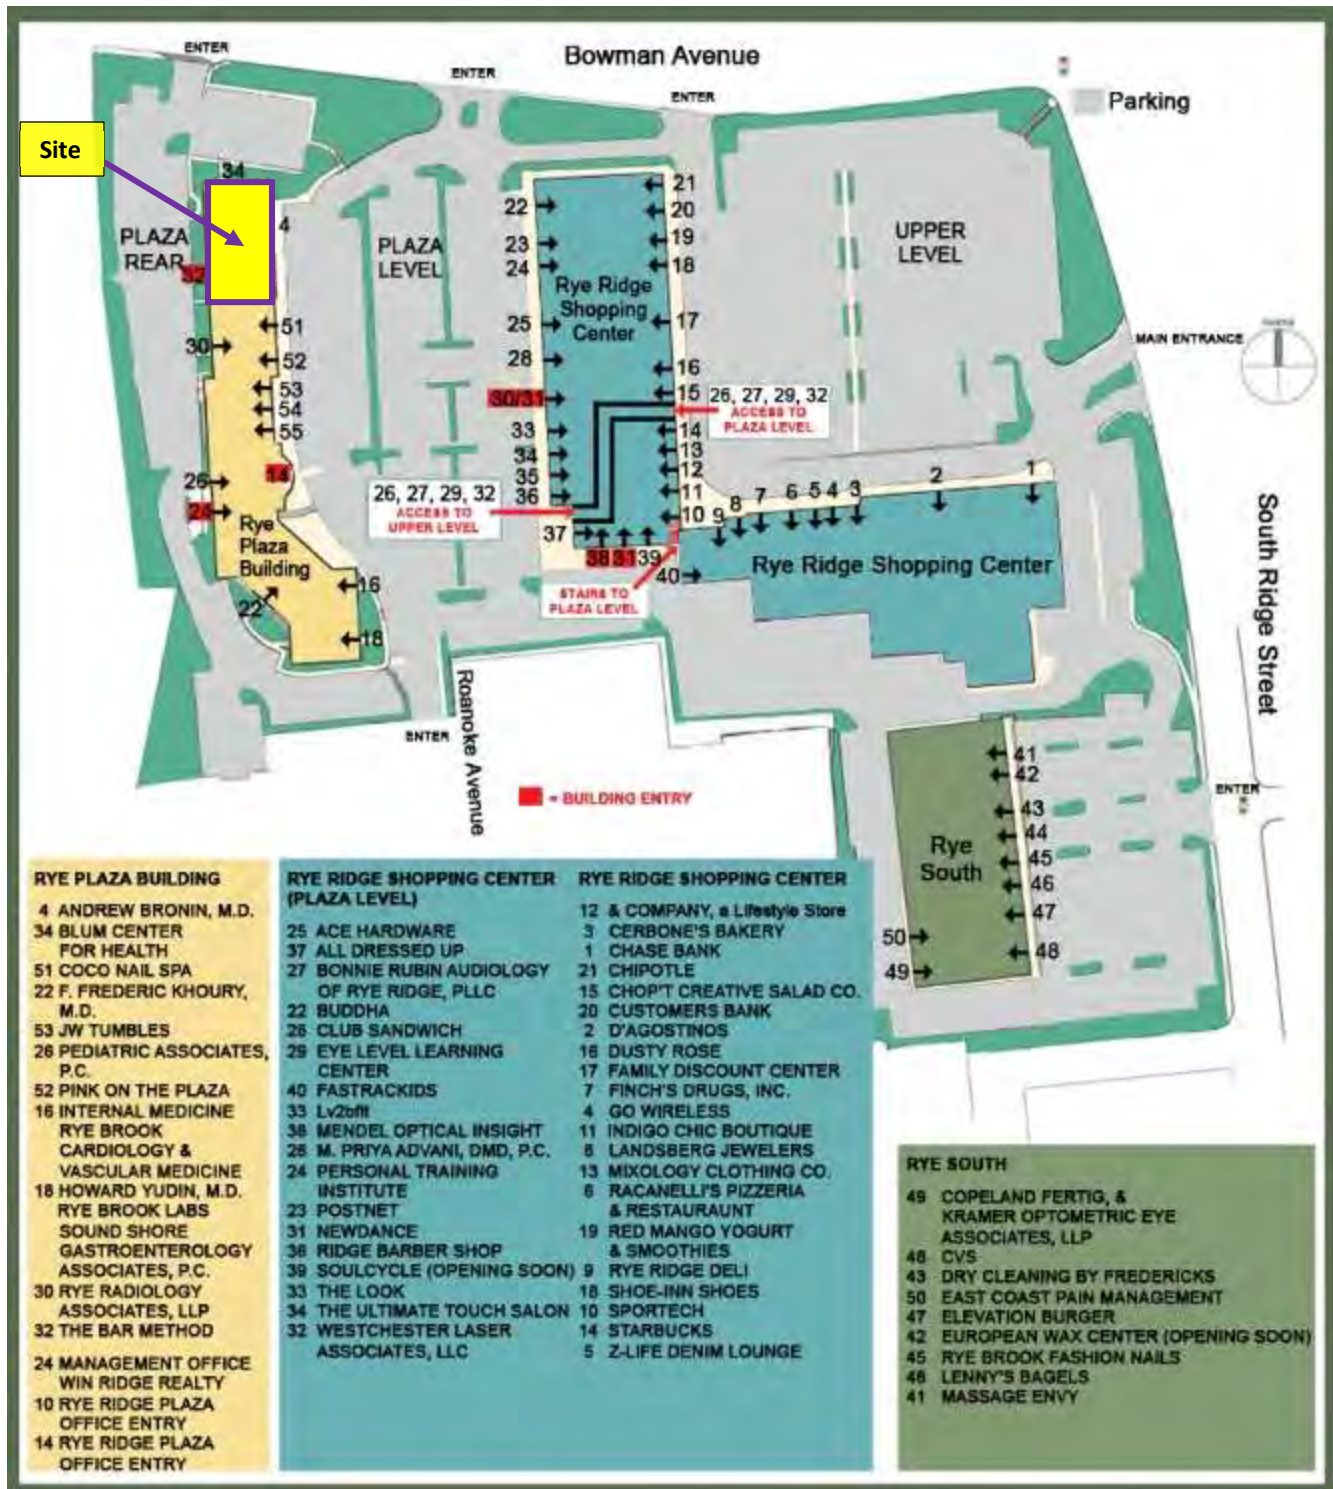 ENTER
Bowman Avenue
ENTER
ENTER
Parking
Site
34
4
PLAZA
REAR
32
PLAZA
LEVEL
UPPER
LEVEL
22
23
24
25
28
30/31
33
34
35
36
37
21
20
19
18
17
16
15
14
13
12
11
10
Rye Ridge
Shopping
Center
MAIN ENTRANCE
26, 27, 29, 32
ACCESS TO
PLAZA LEVEL
26, 27, 29, 32
ACCESS TO
UPPER LEVEL
30
26
24
22
51
52
53
54
55
14
16
18
Rye
Plaza
Building
38 31 39
40
STAIRS TO
PLAZA LEVEL
9 8 7 6 5 4 3 2 1
Rye Ridge Shopping Center
South Ridge Street
Roanoke Avenue
ENTER
ENTER
= BUILDING ENTRY
41
42
43
44
45
46
47
48
50
49
Rye
South
RYE PLAZA BUILDING
4 ANDREW BRONIN, M.D.
34 BLUM CENTER
FOR HEALTH
51 COCO NAIL SPA
22 F. FREDERIC KHOURY,
M.D.
53 JW TUMBLES
26 PEDIATRIC ASSOCIATES,
P.C.
52 PINK ON THE PLAZA
16 INTERNAL MEDICINE
RYE BROOK
CARDIOLOGY &
VASCULAR MEDICINE
18 HOWARD YUDIN, M.D.
RYE BROOK LABS
SOUND SHORE
GASTROENTEROLOGY
ASSOCIATES, P.C.
30 RYE RADIOLOGY
ASSOCIATES, LLP
32 THE BAR METHOD
24 MANAGEMENT OFFICE
WIN RIDGE REALTY
10 RYE RIDGE PLAZA
OFFICE ENTRY
14 RYE RIDGE PLAZA
OFFICE ENTRY
RYE RIDGE SHOPPING CENTER
(PLAZA LEVEL)
25 ACE HARDWARE
37 ALL DRESSED UP
27 BONNIE RUBIN AUDIOLOGY
OF RYE RIDGE, PLLC
22 BUDDHA
CLUB SANDWICH
29 EYE LEVEL LEARNING
CENTER
40 FASTRACKIDS
33 Lv2bfit
MENDEL OPTICAL INSIGHT
M. PRIYA ADVANI, DMD, P.C.
24 PERSONAL TRAINING
INSTITUTE
23 POSTNET
31 NEWDANCE
RIDGE BARBER SHOP
39 SOULCYCLE (OPENING SOON)
33 THE LOOK
34 THE ULTIMATE TOUCH SALON
32 WESTCHESTER LASER
ASSOCIATES, LLC
RYE RIDGE SHOPPING CENTER
12 & COMPANY, a Lifestyle Store
3 CERBONE'S BAKERY
1 CHASE BANK
21 CHIPOTLE
15 CHOP'T CREATIVE SALAD CO.
20 CUSTOMERS BANK
2 D'AGOSTINOS
16 DUSTY ROSE
17 FAMILY DISCOUNT CENTER
7 FINCH'S DRUGS, INC.
4 GO WIRELESS
11 INDIGO CHIC BOUTIQUE
LANDSBERG JEWELERS
13 MIXOLOGY CLOTHING CO.
6 RACANELLI'S PIZZERIA
& RESTAURAUNT
19 RED MANGO YOGURT
& SMOOTHIES
9 RYE RIDGE DELI
18 SHOE-INN SHOES
10 SPORTECH
14 STARBUCKS
5 Z-LIFE DENIM LOUNGE
RYE SOUTH
49 COPELAND FERTIG, &
KRAMER OPTOMETRIC EYE
ASSOCIATES, LLP
48 CVS
43 DRY CLEANING BY FREDERICKS
50 EAST COAST PAIN MANAGEMENT
47 ELEVATION BURGER
42 EUROPEAN WAX CENTER (OPENING SOON)
45 RYE BROOK FASHION NAILS
46 LENNY'S BAGELS
41 MASSAGE ENVY